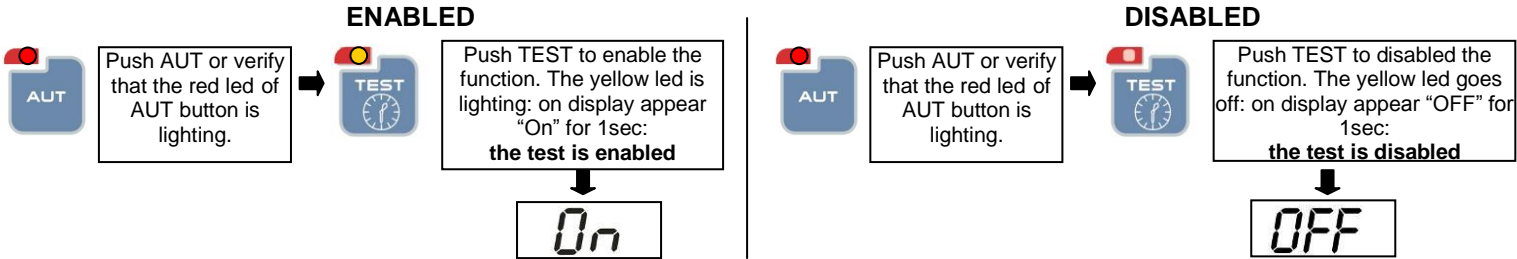 ENABLED
AUT
Push AUT or verify
that the red led of
AUT button is
lighting.
TEST
Push TEST to enable the
function. The yellow led is
lighting: on display appear
“On” for 1sec:
the test is enabled
On
DISABLED
AUT
Push AUT or verify
that the red led of
AUT button is
lighting.
TEST
Push TEST to disabled the
function. The yellow led goes
off: on display appear “OFF” for
1sec:
the test is disabled
OFF